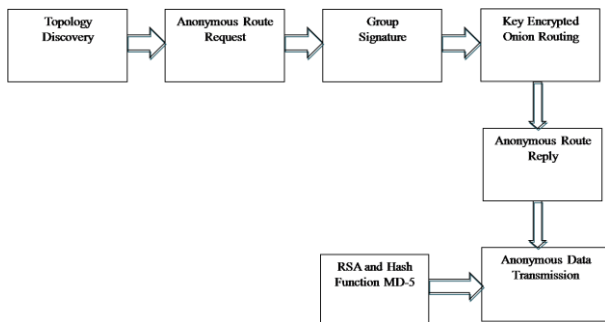 Topology
Discovery
Anonymous Route
Request
Group
Signature
Key Encrypted
Onion Routing
Anonymous Route
Reply
RSA and Hash
Function MD-5
Anonymous Data
Transmission